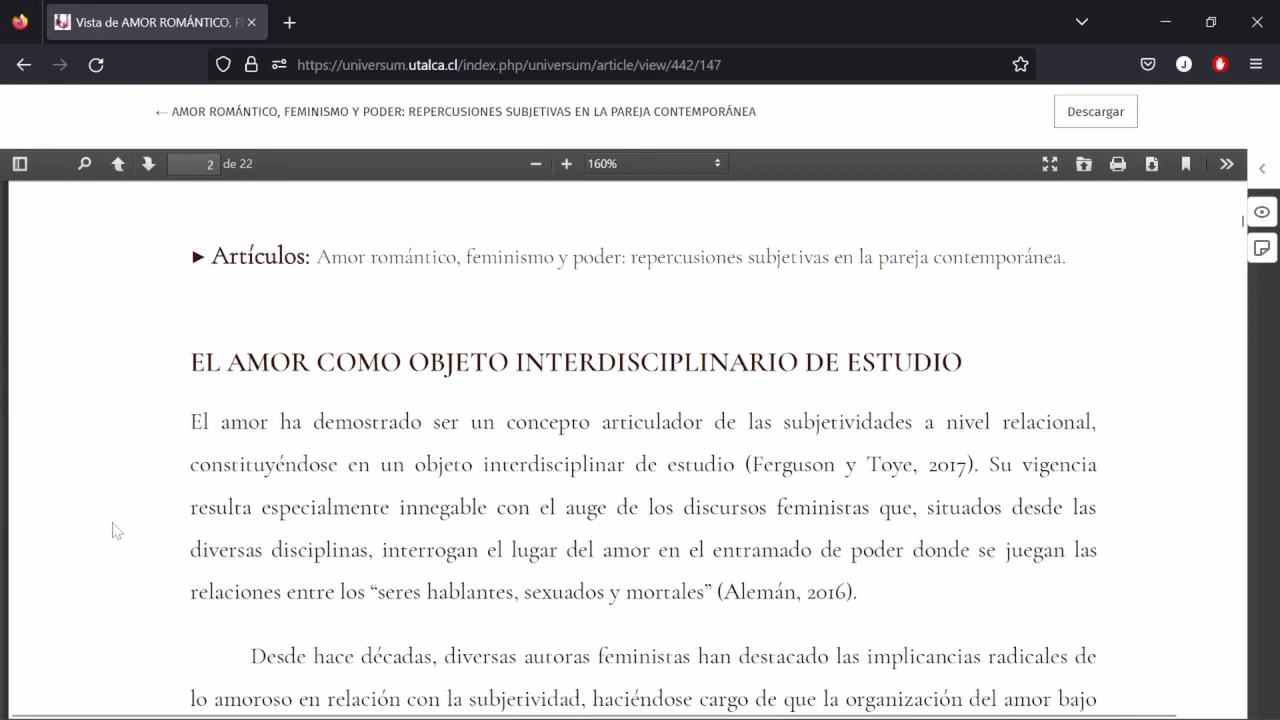 Vista de AMOR ROMÁNTICO, F
https://universum.utalca.cl/index.php/universum/article/view/442/147
← AMOR ROMÁNTICO, FEMINISMO Y PODER: REPERCUSIONES SUBJETIVAS EN LA PAREJA CONTEMPORÁNEA
Descargar
2 de 22
160%
► Artículos: Amor romántico, feminismo y poder: repercusiones subjetivas en la pareja contemporánea.
EL AMOR COMO OBJETO INTERDISCIPLINARIO DE ESTUDIO
El amor ha demostrado ser un concepto articulador de las subjetividades a nivel relacional,
constituyéndose en un objeto interdisciplinar de estudio (Ferguson y Toye, 2017). Su vigencia
resulta especialmente innegable con el auge de los discursos feministas que, situados desde las
diversas disciplinas, interrogan el lugar del amor en el entramado de poder donde se juegan las
relaciones entre los “seres hablantes, sexuados y mortales” (Alemán, 2016).
Desde hace décadas, diversas autoras feministas han destacado las implicancias radicales de
lo amoroso en relación con la subjetividad, haciéndose cargo de que la organización del amor bajo